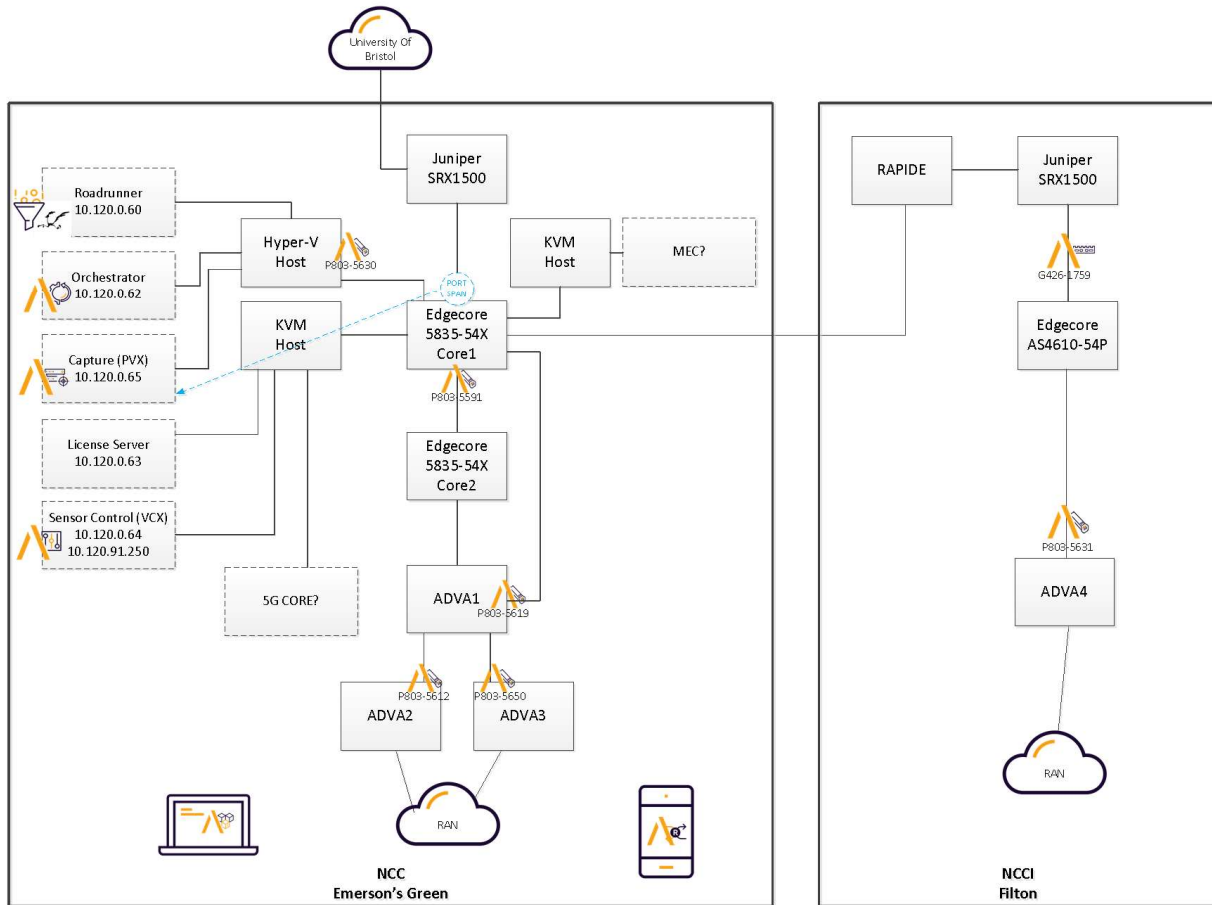 University Of
Bristol
Juniper
SRX1500
Roadrunner
10.120.0.60
Hyper-V
Host
P803-5630
KVM
Host
MEC?
Orchestrator
10.120.0.62
PORT
SPAN
Edgecore
5835-54X
Core1
KVM
Host
Capture (PVX)
10.120.0.65
P803-5591
License Server
10.120.0.63
Edgecore
5835-54X
Core2
Sensor Control (VCX)
10.120.0.64
10.120.91.250
5G CORE?
ADVA1
P803-5619
P803-5612
P803-5650
ADVA2
ADVA3
RAN
R
NCC
Emerson's Green
RAPIDE
Juniper
SRX1500
G426-1759
Edgecore
AS4610-54P
P803-5631
ADVA4
RAN
NCCI
Filton